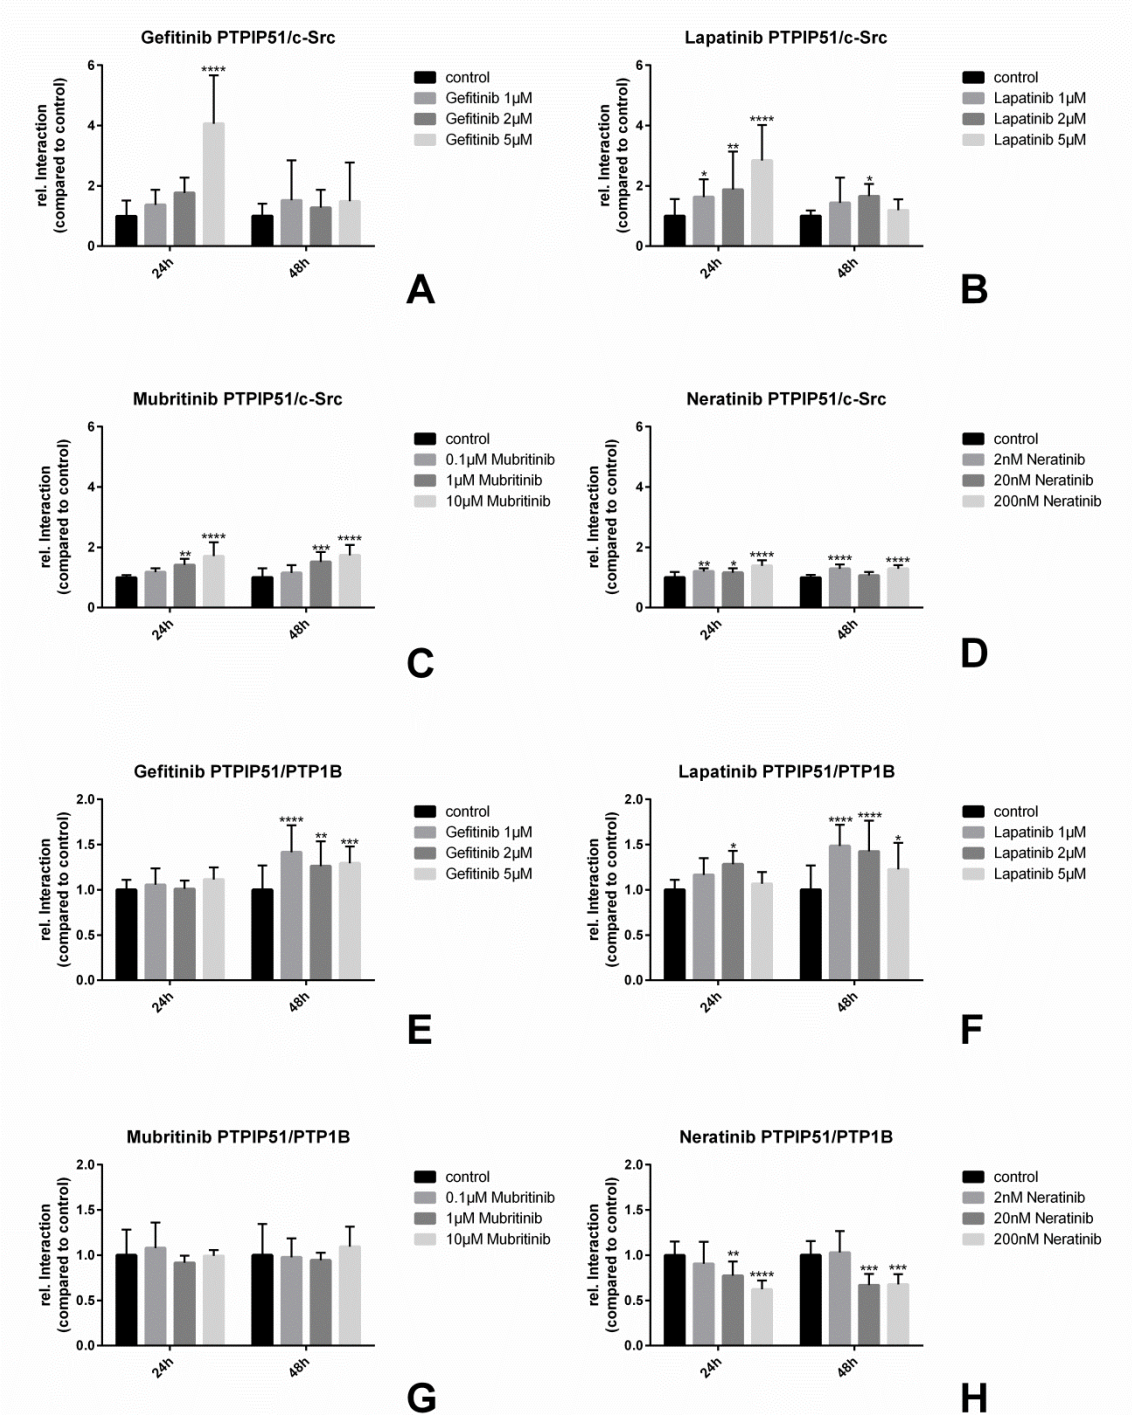 Gefitinib PTPIP51/c-Src
rel. Interaction
(compared to control)
6
4
2
0
****
24h
48h
control
Gefitinib 1µM
Gefitinib 2µM
Gefitinib 5µM
A
Lapatinib PTPIP51/c-Src
rel. Interaction
(compared to control)
6
4
2
0
*
**
****
*
24h
48h
control
Lapatinib 1µM
Lapatinib 2µM
Lapatinib 5µM
B
Mubritinib PTPIP51/c-Src
rel. Interaction
(compared to control)
6
4
2
0
**
****
***
****
24h
48h
control
0.1µM Mubritinib
1µM Mubritinib
10µM Mubritinib
C
Neratinib PTPIP51/c-Src
rel. Interaction
(compared to control)
6
4
2
0
**
*
****
****
****
24h
48h
control
2nM Neratinib
20nM Neratinib
200nM Neratinib
D
Gefitinib PTPIP51/PTP1B
rel. Interaction
(compared to control)
2.0
1.5
1.0
0.5
0.0
****
**
***
24h
48h
control
Gefitinib 1µM
Gefitinib 2µM
Gefitinib 5µM
E
Lapatinib PTPIP51/PTP1B
rel. Interaction
(compared to control)
2.0
1.5
1.0
0.5
0.0
*
****
****
*
24h
48h
control
Lapatinib 1µM
Lapatinib 2µM
Lapatinib 5µM
F
Mubritinib PTPIP51/PTP1B
rel. Interaction
(compared to control)
2.0
1.5
1.0
0.5
0.0
24h
48h
control
0.1µM Mubritinib
1µM Mubritinib
10µM Mubritinib
G
Neratinib PTPIP51/PTP1B
rel. Interaction
(compared to control)
2.0
1.5
1.0
0.5
0.0
**
****
***
***
24h
48h
control
2nM Neratinib
20nM Neratinib
200nM Neratinib
H